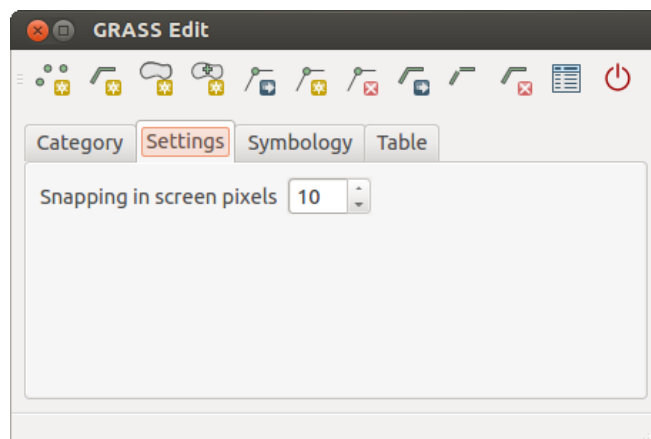 GRASS Edit
Category Settings Symbology Table
Snapping in screen pixels 10